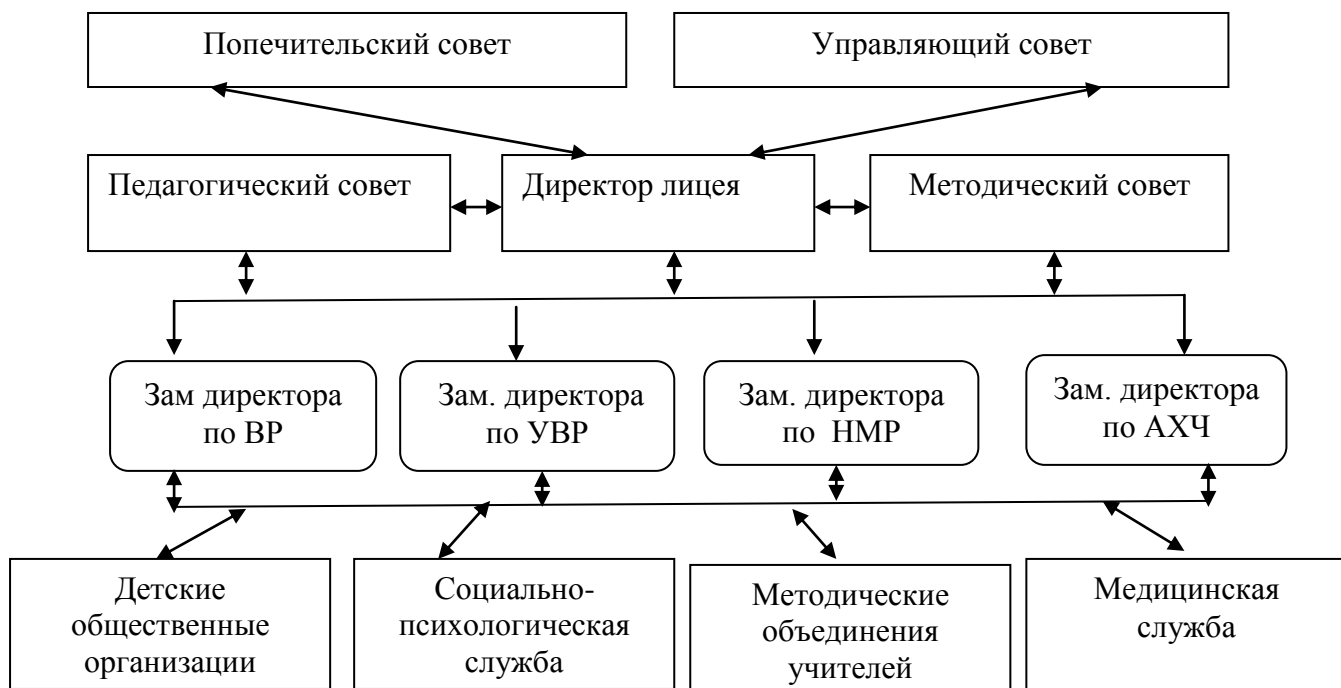 Попечительский совет
Управляющий совет
Педагогический совет
Директор лицея
Методический совет
Зам директора
по ВР
Зам. директора
по УВР
Зам. директора
по НМР
Зам. директора
по АХЧ
Детские
общественные
организации
Социально-
психологическая
служба
Методические
объединения
учителей
Медицинская
служба